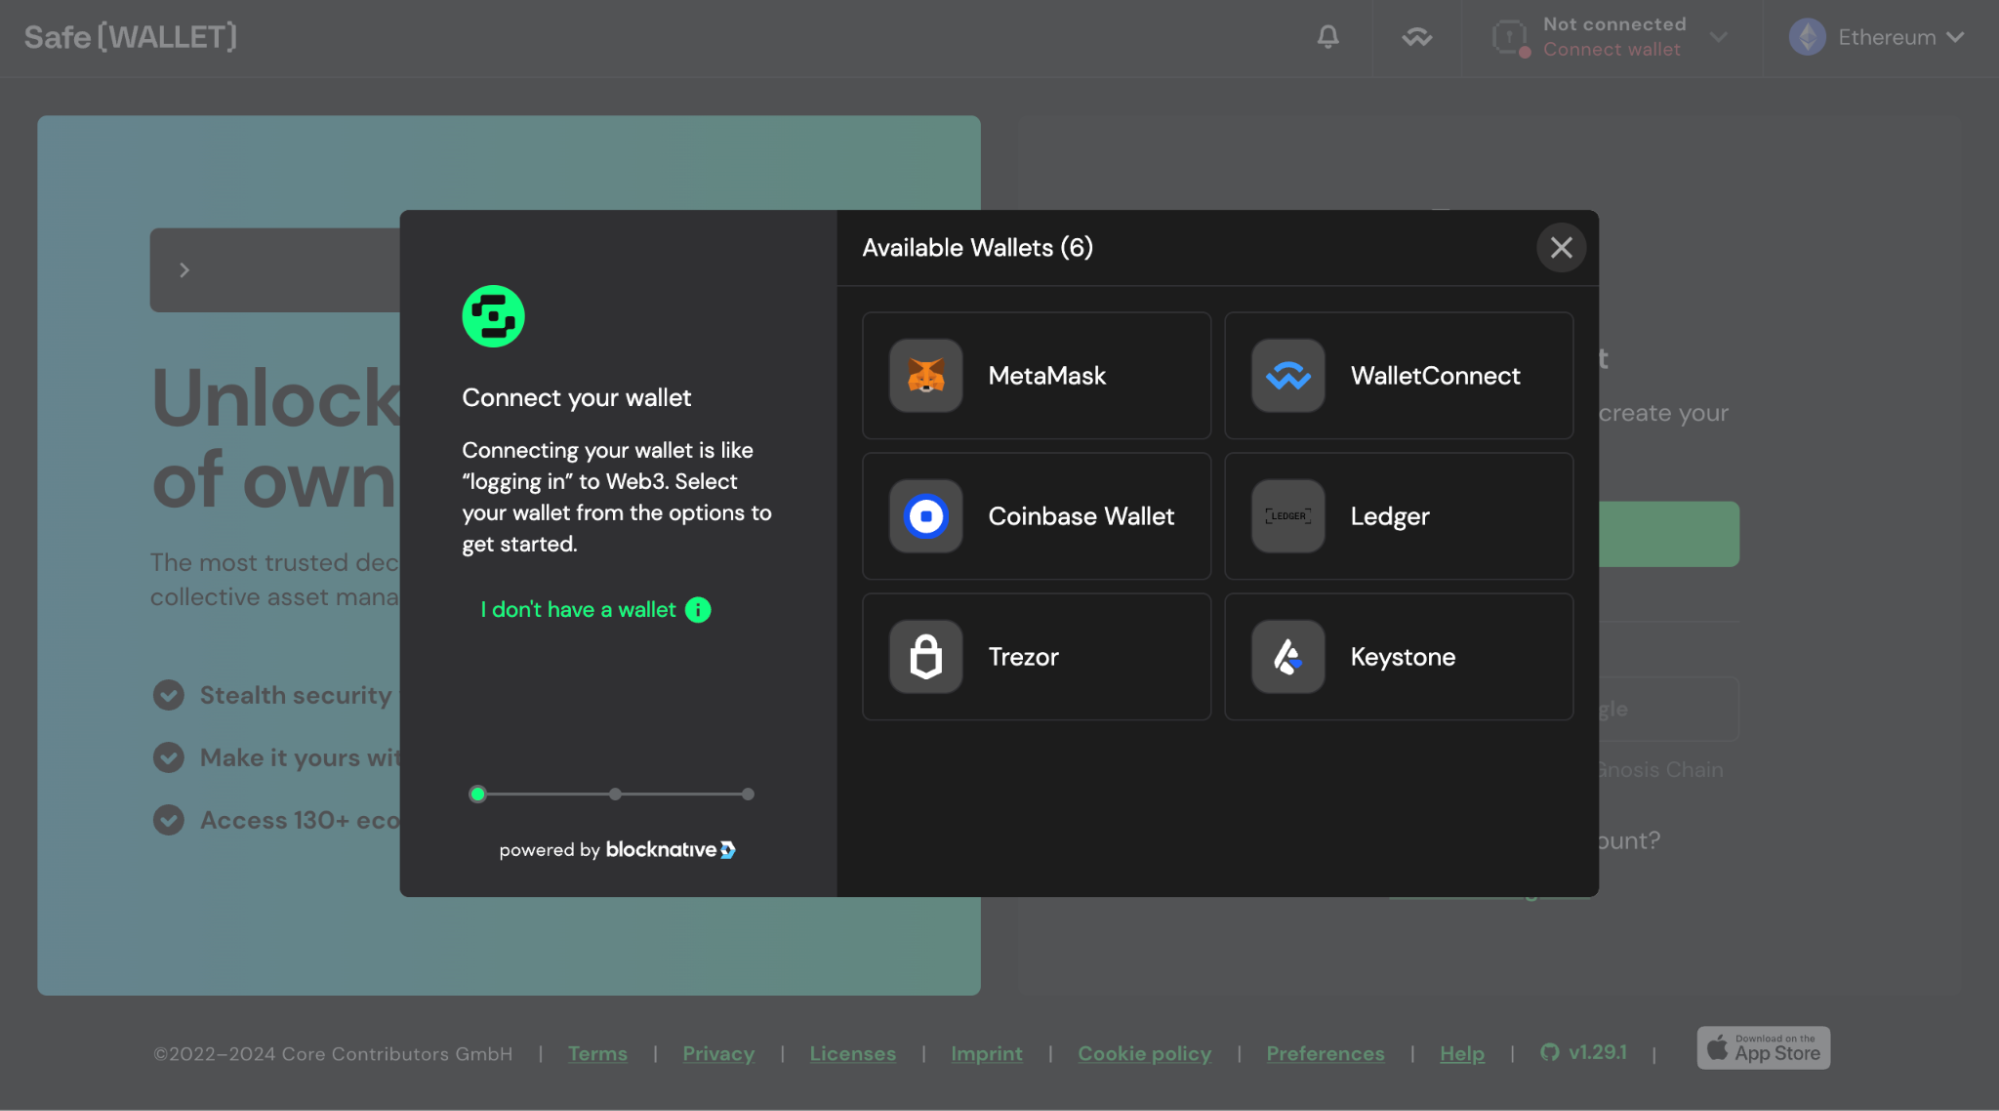 Safe{WALLET}
Not connected
Connect wallet
Ethereum
Unlock
of own
The most trusted dec
collective asset mana
Stealth security
Make it yours wit
Access 130+ eco
Connect your wallet
Connecting your wallet is like
“logging in” to Web3. Select
your wallet from the options to
get started.
I don't have a wallet
powered by blocknative
Available Wallets (6)
MetaMask
WalletConnect
Coinbase Wallet
LEDGER
Ledger
Trezor
Keystone
create your
gle
Gnosis Chain
ount?
©2022–2024 Core Contributors GmbH | Terms | Privacy | Licenses | Imprint | Cookie policy | Preferences | Help | v1.29.1 |
Download on the
App Store